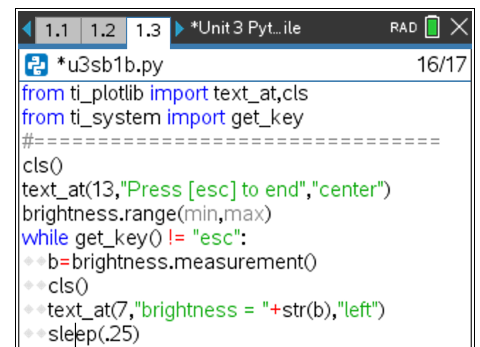 1.1 1.2 1.3 *Unit 3 Pyt...ile RAD
*u3sb1b.py 16/17
from ti_plotlib import text_at,cls
from ti_system import get_key
#==================================
cls()
text_at(13,"Press [esc] to end","center")
brightness.range(min,max)
while get_key() != "esc":
◆◆b=brightness.measurement()
◆◆cls()
◆◆text_at(7,"brightness = "+str(b),"left")
◆◆sleep(.25)